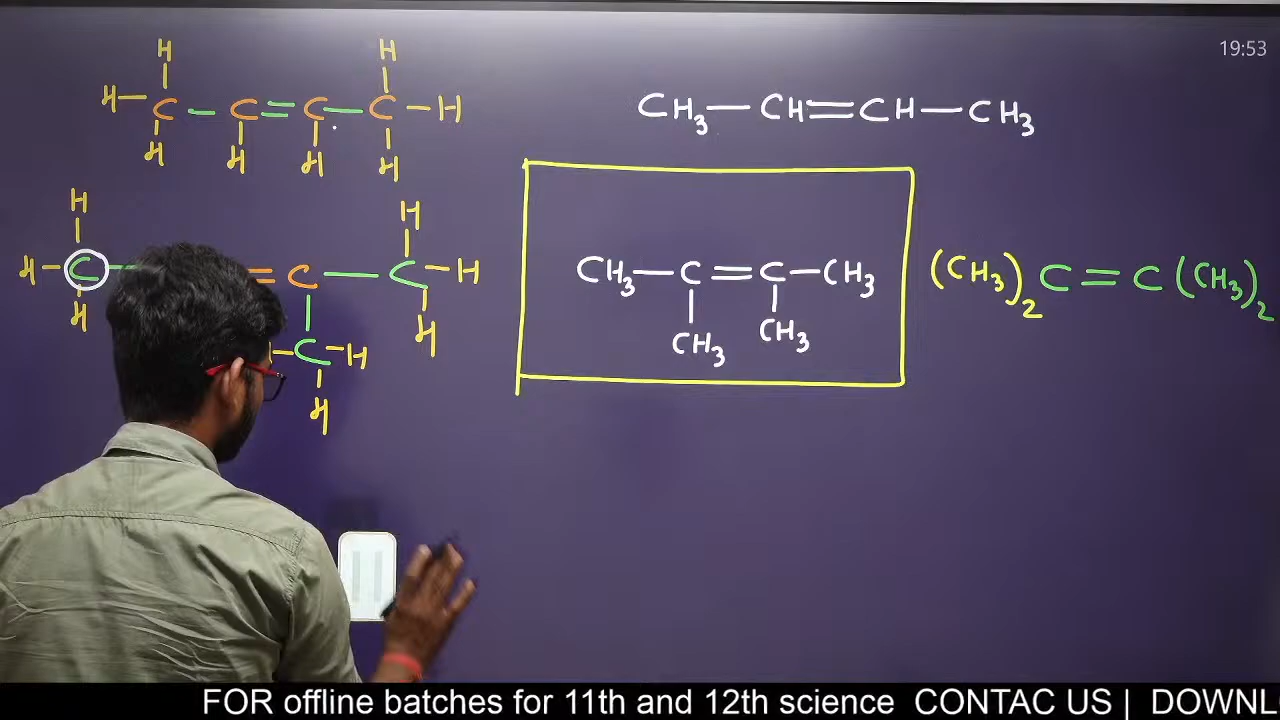 19:53
H H
H—C—C=C—C—H
H H H H
CH₃—CH=CH—CH₃
H H
H—C =C—C—H
H H
C—H
H
CH₃—C=C—CH₃
CH₃ CH₃
(CH₃)₂C=C(CH₃)₂
FOR offline batches for 11th and 12th science CONTAC US | DOWNL